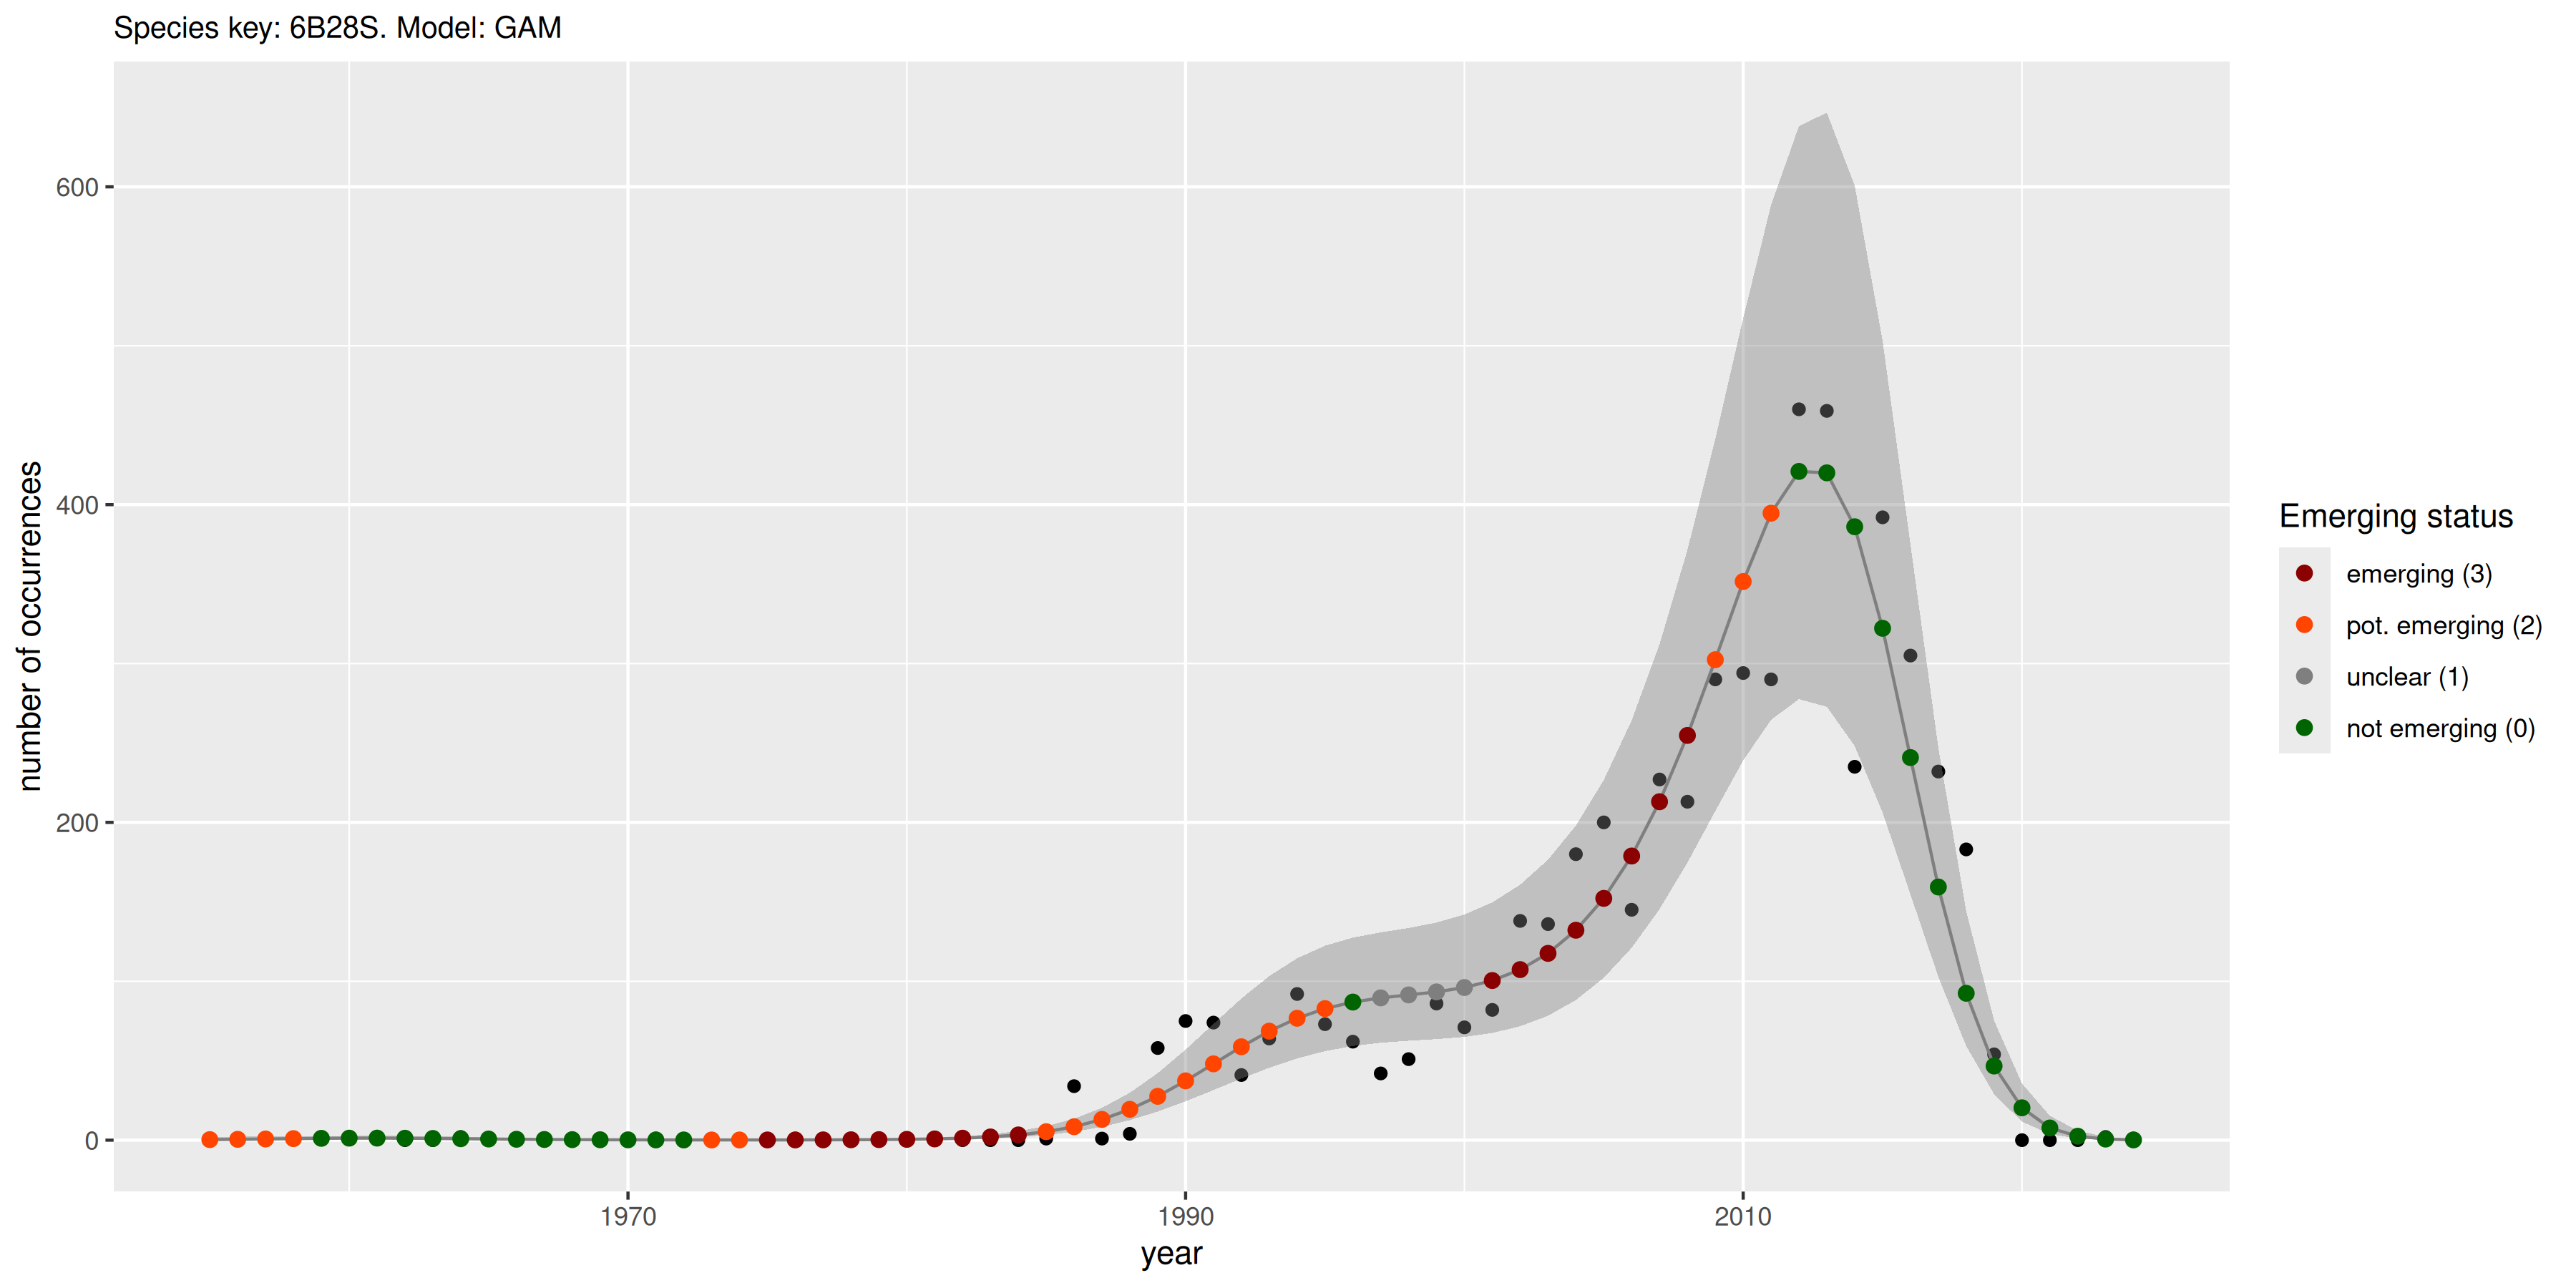 Species key: 6B28S. Model: GAM
number of occurrences
600
400
200
0
1970
1990
2010
year
Emerging status
emerging (3)
pot. emerging (2)
unclear (1)
not emerging (0)